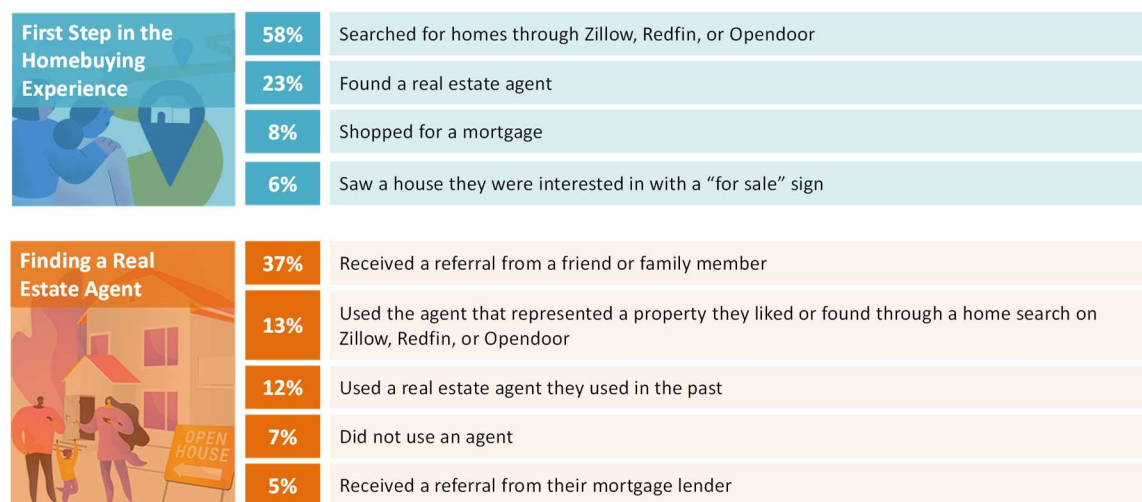 First Step in the
Homebuying
Experience
58%
Searched for homes through Zillow, Redfin, or Opendoor
23%
Found a real estate agent
8%
Shopped for a mortgage
6%
Saw a house they were interested in with a “for sale” sign
Finding a Real
Estate Agent
37%
Received a referral from a friend or family member
13%
Used the agent that represented a property they liked or found through a home search on
Zillow, Redfin, or Opendoor
12%
Used a real estate agent they used in the past
7%
Did not use an agent
5%
Received a referral from their mortgage lender
OPEN
HOUSE